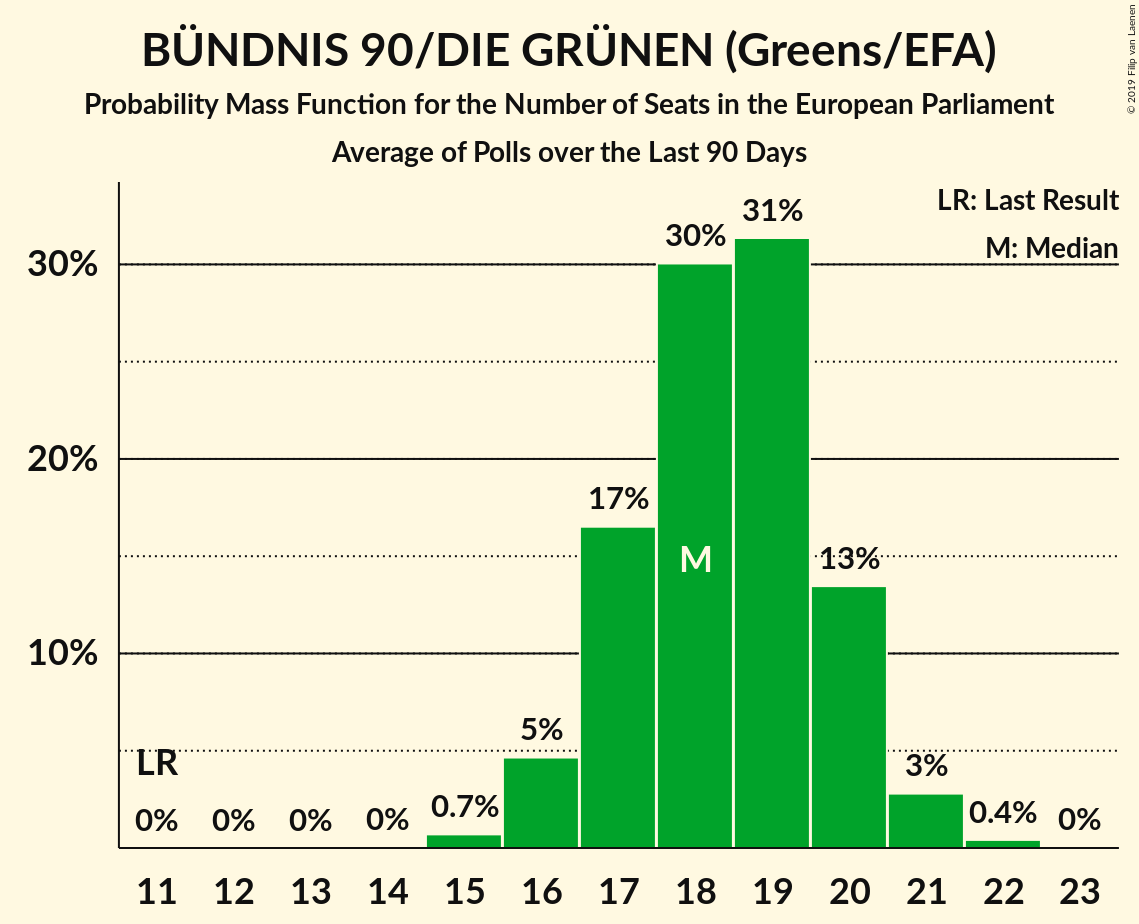 BÜNDNIS 90/DIE GRÜNEN (Greens/EFA)
Probability Mass Function for the Number of Seats in the European Parliament
Average of Polls over the Last 90 Days
© 2019 Filip van Laenen
LR: Last Result
M: Median
30%
20%
10%
LR
0%
0%
0%
0%
0.7%
5%
17%
30%
31%
13%
3%
0.4%
0%
M
11 12 13 14 15 16 17 18 19 20 21 22 23